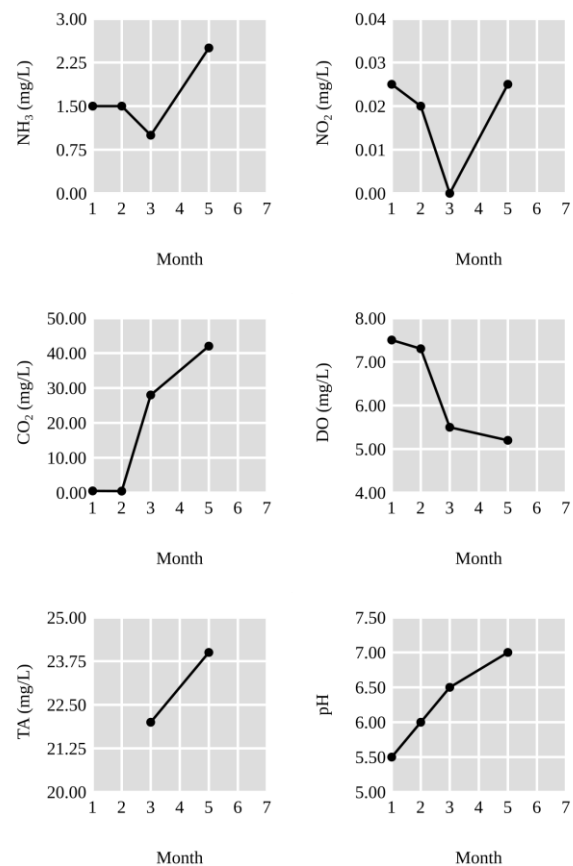 3.00
2.25
1.50
0.75
0.00
NH₃ (mg/L)
1 2 3 4 5 6 7
Month
0.04
0.03
0.02
0.01
0.00
NO₂ (mg/L)
1 2 3 4 5 6 7
Month
50.00
40.00
30.00
20.00
10.00
0.00
CO₂ (mg/L)
1 2 3 4 5 6 7
Month
8.00
7.00
6.00
5.00
4.00
DO (mg/L)
1 2 3 4 5 6 7
Month
25.00
23.75
22.50
21.25
20.00
TA (mg/L)
1 2 3 4 5 6 7
Month
7.50
7.00
6.50
6.00
5.50
5.00
pH
1 2 3 4 5 6 7
Month